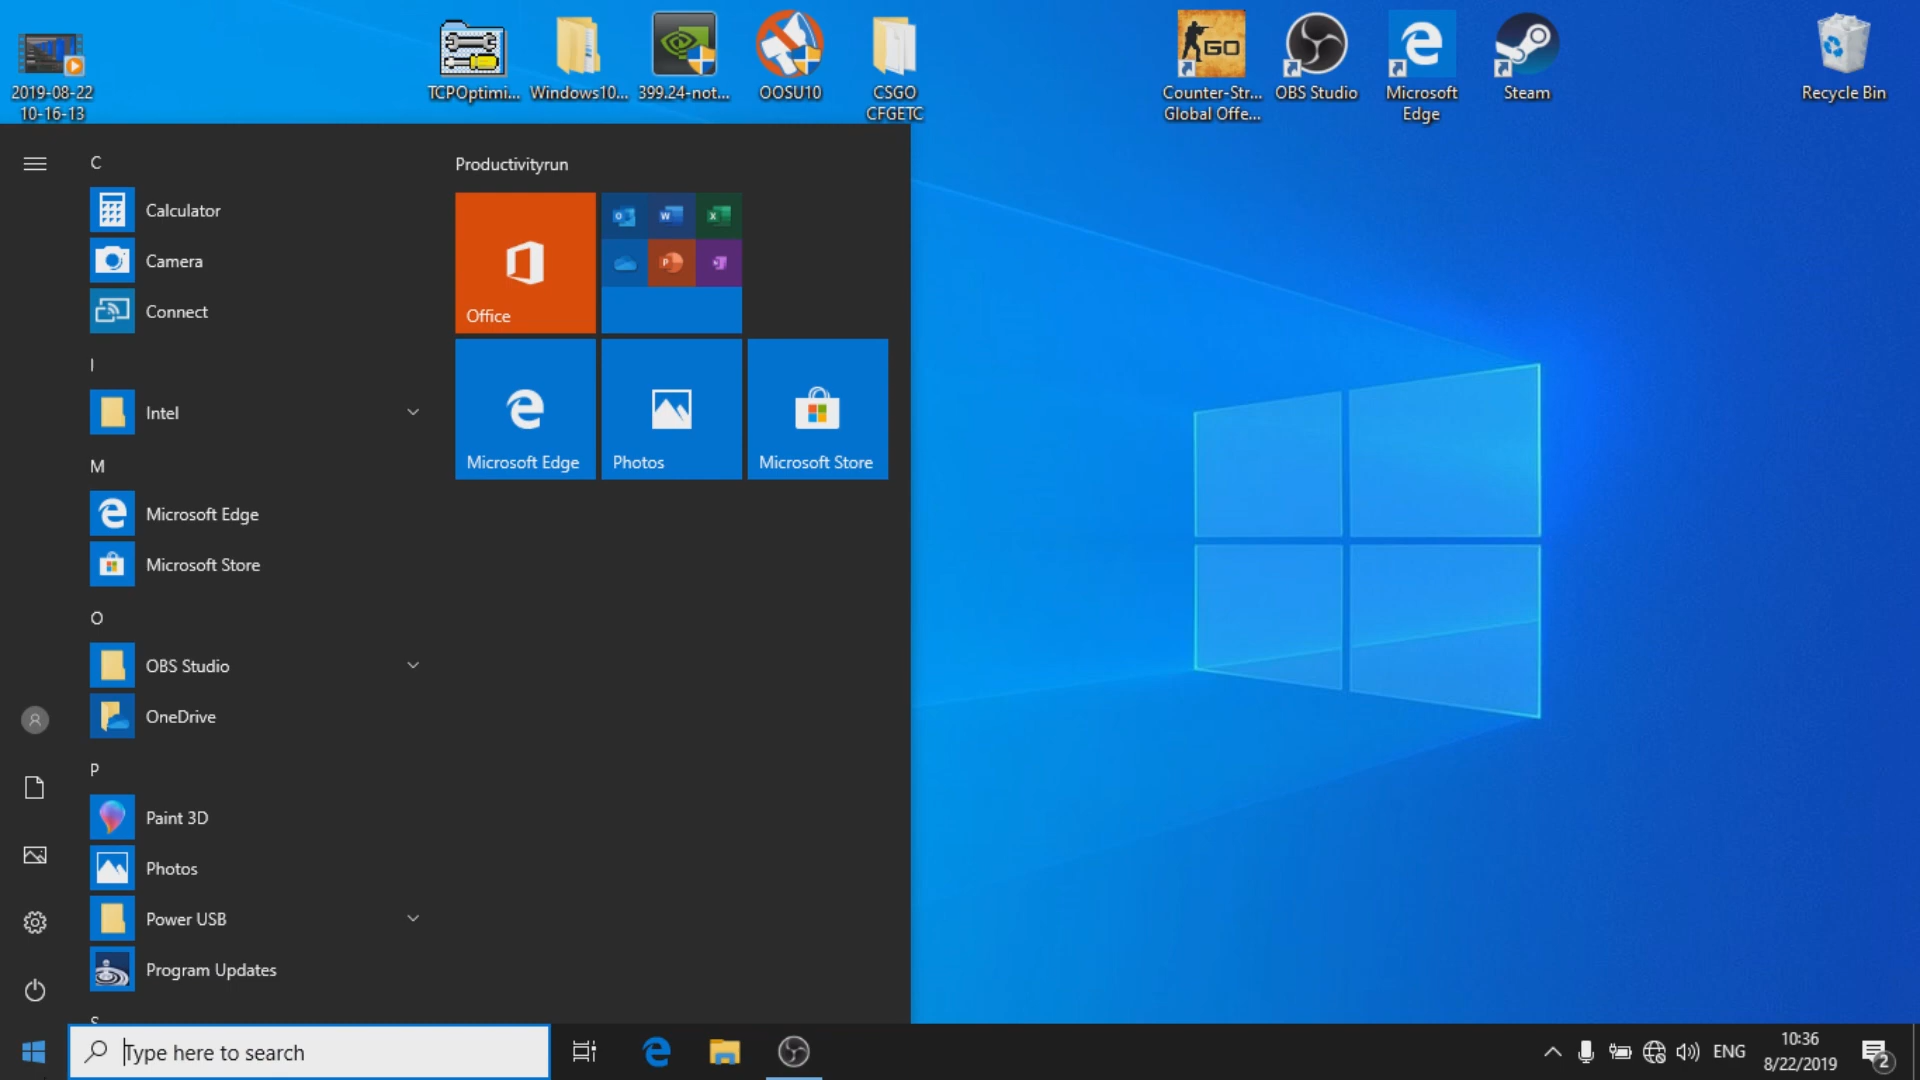 2019-08-22
10-16-13
TCPOptimi...
Windows10...
399.24-not...
OOSU10
CSGO
CFGETC
GO
Counter-Str...
Global Offe...
OBS Studio
Microsoft
Edge
Steam
Recycle Bin
C
Calculator
Camera
Connect
I
Intel
M
Microsoft Edge
Microsoft Store
O
OBS Studio
OneDrive
P
Paint 3D
Photos
Power USB
Program Updates
S
Productivityrun
Office
Microsoft Edge
Photos
Microsoft Store
Type here to search
ENG
10:36
8/22/2019
2